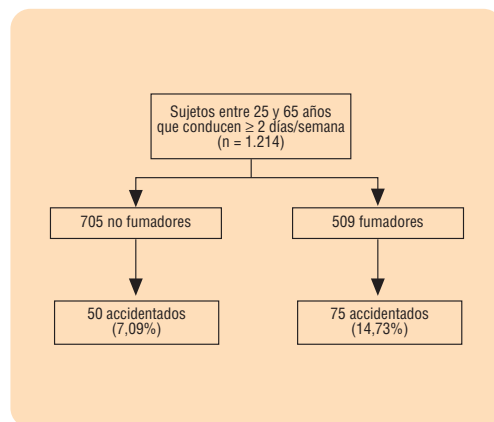 Sujetos entre 25 y 65 años
que conducen ≥ 2 días/semana
(n = 1.214)
705 no fumadores
509 fumadores
50 accidentados
(7,09%)
75 accidentados
(14,73%)